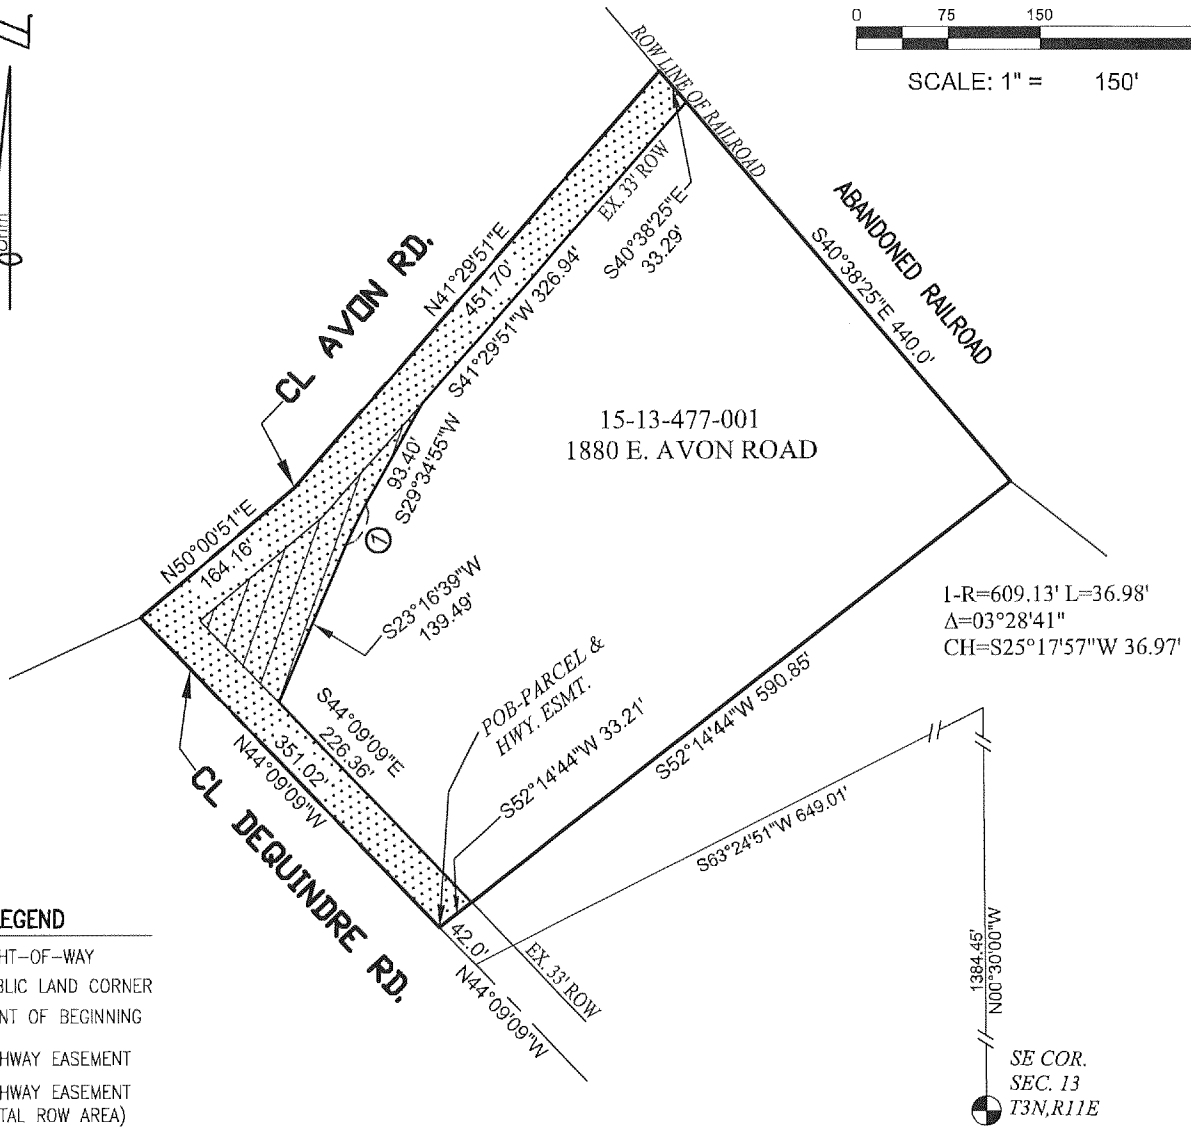 0 75 150
SCALE: 1" = 150'
ROW LINE OF RAILROAD
EX. 33' ROW
S40°38'25"E
33.29'
ABANDONED RAILROAD
S40°38'25"E 440.0'
CL AVON RD.
N41°29'51"E
451.70'
S41°29'51"W 326.94'
15-13-477-001
1880 E. AVON ROAD
93.40'
S29°34'55"W
1
N50°00'51"E
164.16'
S23°16'39"W
139.49'
1-R=609.13' L=36.98'
Δ=03°28'41"
CH=S25°17'57"W 36.97'
POB-PARCEL &
HWY. ESMT.
S44°09'09"E
226.36'
351.02'
N44°09'09"W
CL DEQUINDRE RD.
S52°14'44"W 33.21'
S52°14'44"W 590.85'
S63°24'51"W 649.01'
42.0'
N44°09'09"W
EX. 33' ROW
1384.45'
N00°30'00"W
SE COR.
SEC. 13
T3N,R11E
LEGEND
HT-OF-WAY
BLIC LAND CORNER
NT OF BEGINNING
HWAY EASEMENT
HWAY EASEMENT
TAL ROW AREA)